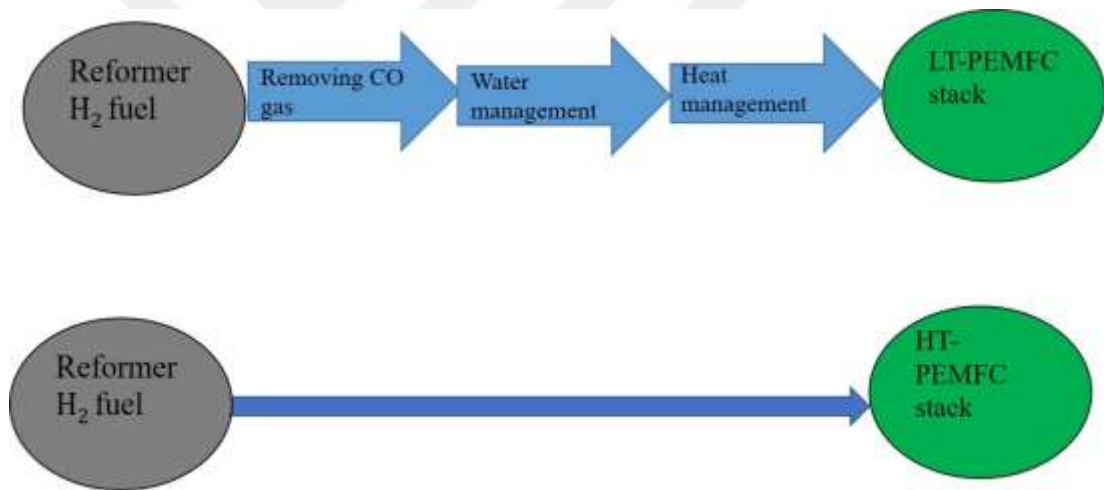 Reformer
H₂ fuel
Removing CO
gas
Water
management
Heat
management
LT-PEMFC
stack
Reformer
H₂ fuel
HT-
PEMFC
stack